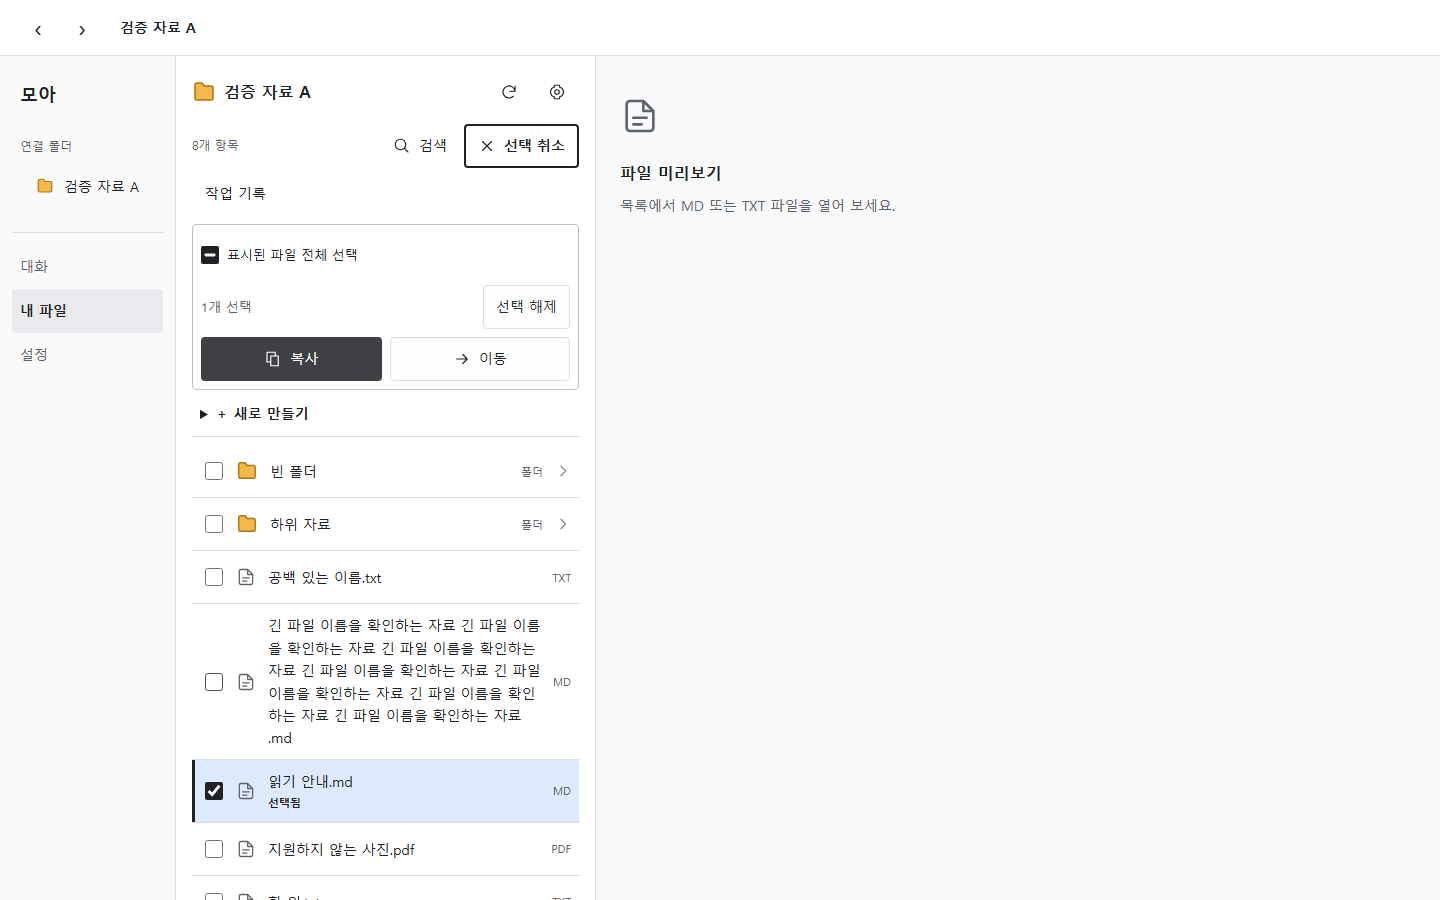 검증 자료 A
모아
연결 폴더
검증 자료 A
대화
내 파일
설정
검증 자료 A
8개 항목
검색
선택 취소
작업 기록
표시된 파일 전체 선택
1개 선택
선택 해제
복사
이동
+ 새로 만들기
빈 폴더
폴더
하위 자료
폴더
공백 있는 이름.txt
TXT
긴 파일 이름을 확인하는 자료 긴 파일 이름
을 확인하는 자료 긴 파일 이름을 확인하는
자료 긴 파일 이름을 확인하는 자료 긴 파일
이름을 확인하는 자료 긴 파일 이름을 확인
하는 자료 긴 파일 이름을 확인하는 자료
.md
MD
읽기 안내.md
선택됨
MD
지원하지 않는 사진.pdf
PDF
파일 미리보기
목록에서 MD 또는 TXT 파일을 열어 보세요.